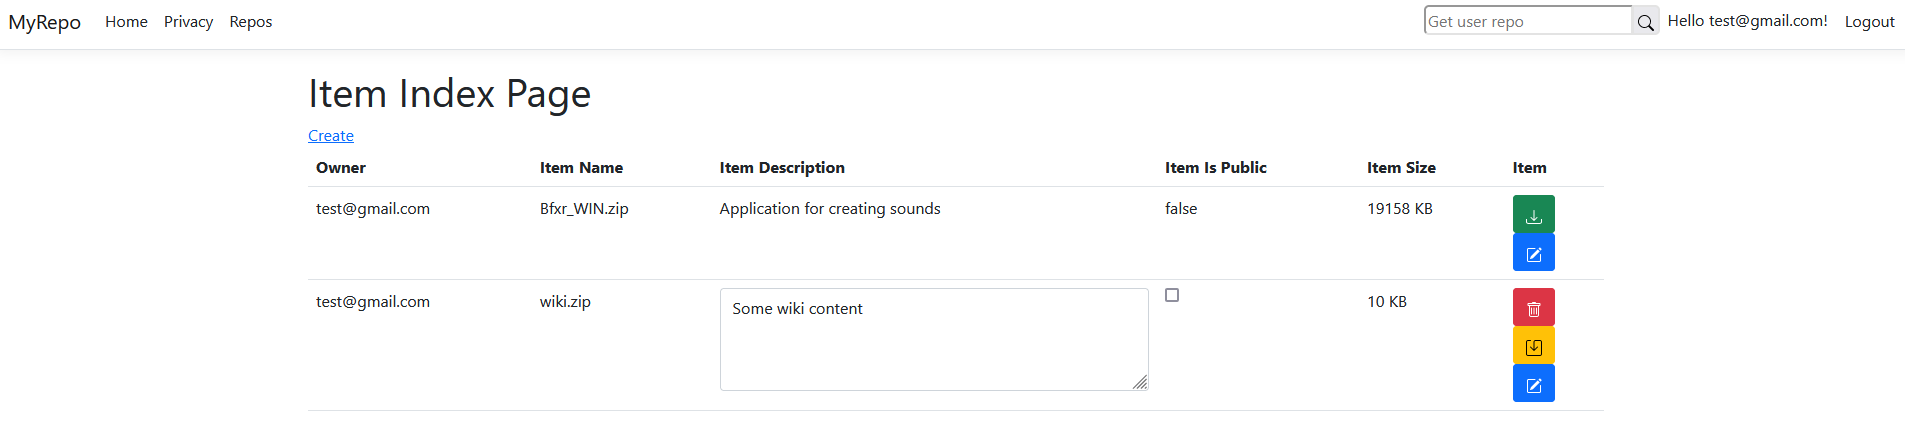 MyRepo Home Privacy Repos Get user repo Hello test@gmail.com! Logout
Item Index Page
Create
Owner Item Name Item Description Item Is Public Item Size Item
test@gmail.com Bfxr_WIN.zip Application for creating sounds false 19158 KB
test@gmail.com wiki.zip Some wiki content 10 KB